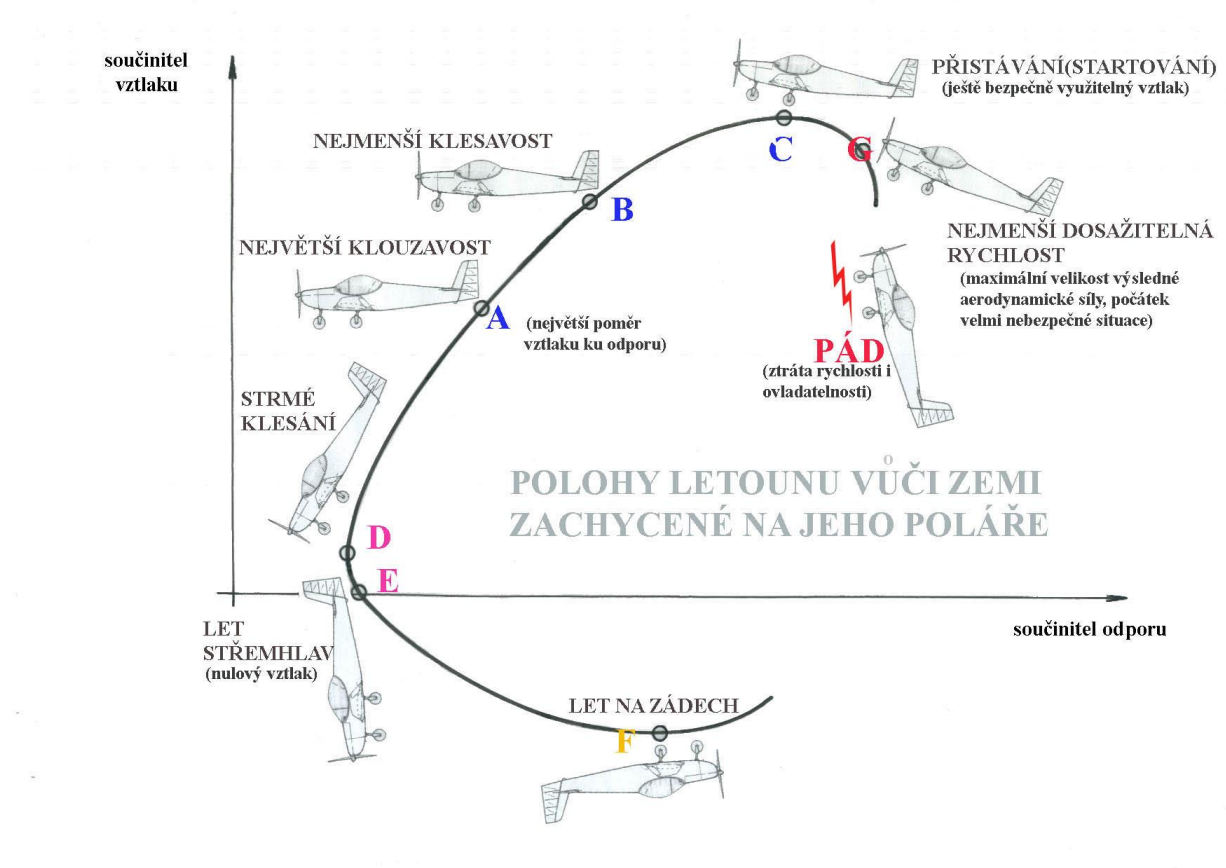 součinitel
vztlaku
PŘISTÁVÁNÍ(STARTOVÁNÍ)
(ještě bezpečně využitelný vztlak)
NEJMENŠÍ KLESAVOST
C
G
B
NEJMENŠÍ DOSAŽITELNÁ
RYCHLOST
(maximální velikost výsledné
aerodynamické síly, počátek
velmi nebezpečné situace)
NEJVĚTŠÍ KLOUZAVOST
A
(největší poměr
vztlaku ku odporu)
PÁD
(ztráta rychlosti i
ovladatelnosti)
STRMÉ
KLESÁNÍ
POLOHY LETOUNU VŮČI ZEMI
ZACHYCENÉ NA JEHO POLÁŘE
D
E
LET
STŘEMHLAV
(nulový vztlak)
součinitel odporu
LET NA ZÁDECH
F